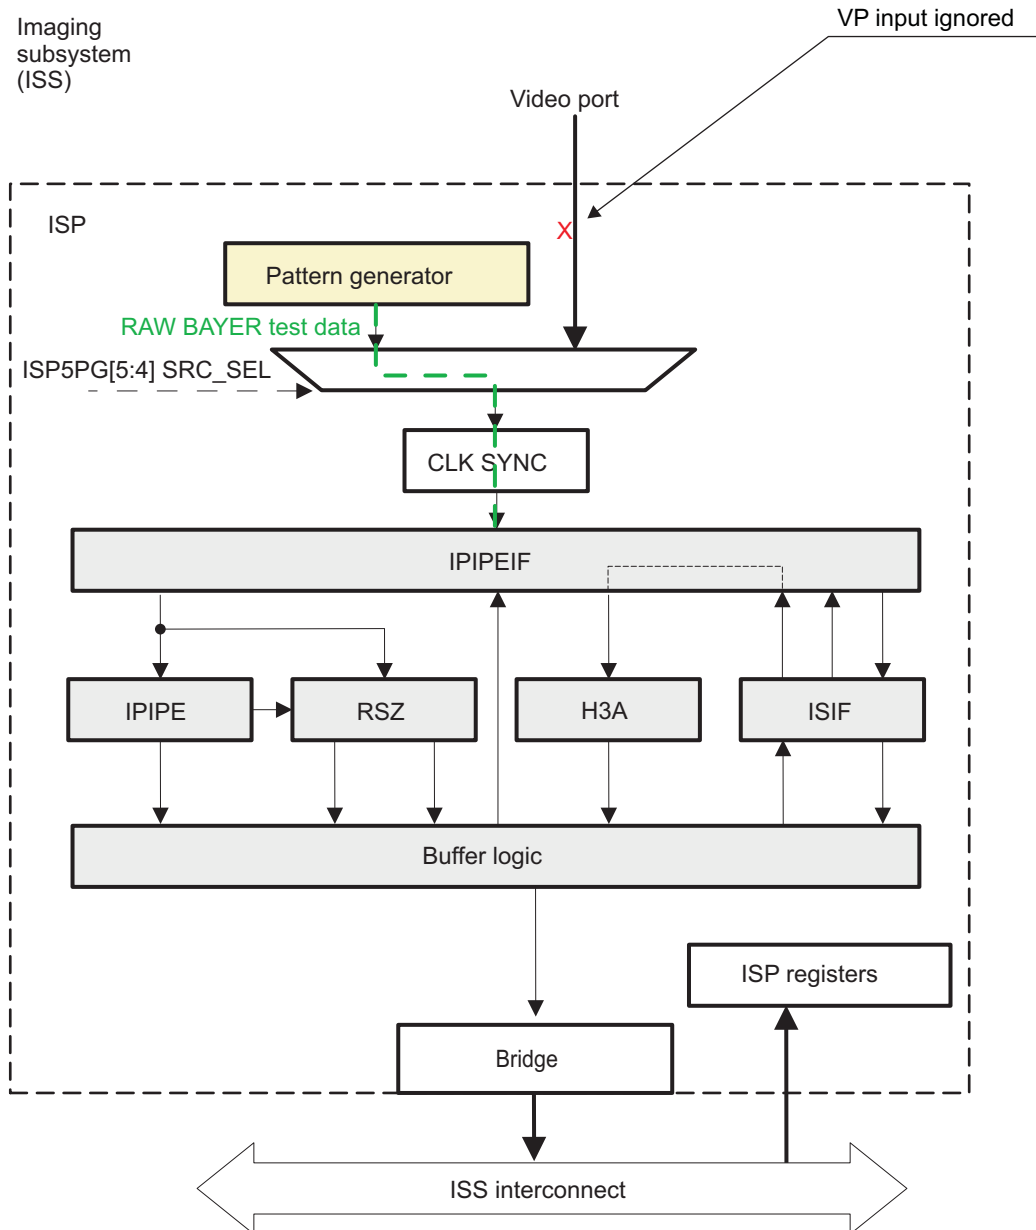 Imaging
subsystem
(ISS)
VP input ignored
Video port
ISP
X
Pattern generator
RAW BAYER test data
ISP5PG[5:4] SRC_SEL
CLK SYNC
IPIPEIF
IPIPE
RSZ
H3A
ISIF
Buffer logic
ISP registers
Bridge
ISS interconnect